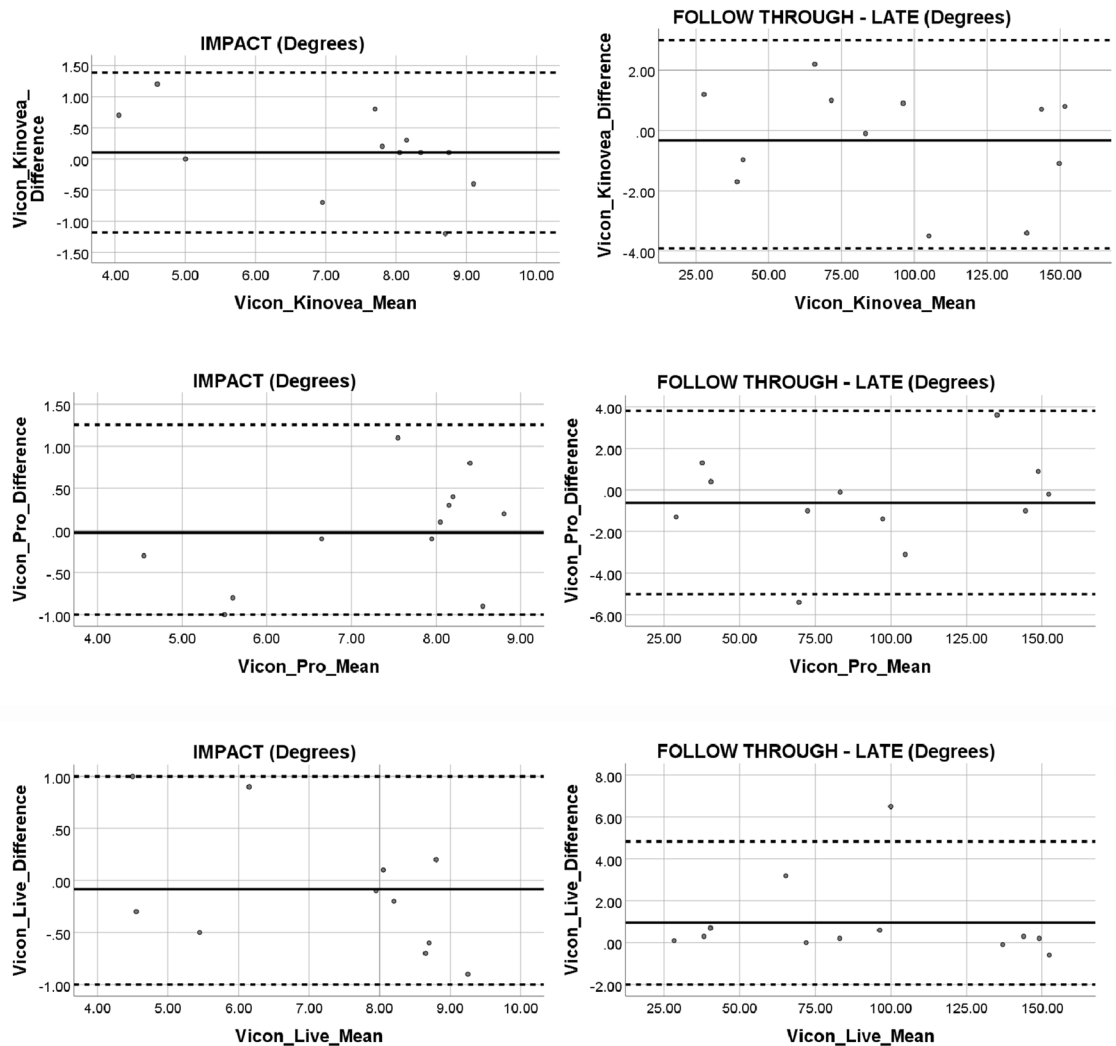 IMPACT (Degrees)
Vicon_Kinovea_
Difference
1.50
1.00
.50
.00
-.50
-1.00
-1.50
4.00 5.00 6.00 7.00 8.00 9.00 10.00
Vicon_Kinovea_Mean
FOLLOW THROUGH - LATE (Degrees)
Vicon_Kinovea_Difference
2.00
.00
-2.00
-4.00
25.00 50.00 75.00 100.00 125.00 150.00
Vicon_Kinovea_Mean
IMPACT (Degrees)
Vicon_Pro_Difference
1.50
1.00
.50
.00
-.50
-1.00
4.00 5.00 6.00 7.00 8.00 9.00
Vicon_Pro_Mean
FOLLOW THROUGH - LATE (Degrees)
Vicon_Pro_Difference
4.00
2.00
.00
-2.00
-4.00
-6.00
25.00 50.00 75.00 100.00 125.00 150.00
Vicon_Pro_Mean
IMPACT (Degrees)
Vicon_Live_Difference
1.00
.50
.00
-.50
-1.00
4.00 5.00 6.00 7.00 8.00 9.00 10.00
Vicon_Live_Mean
FOLLOW THROUGH - LATE (Degrees)
Vicon_Live_Difference
8.00
6.00
4.00
2.00
.00
-2.00
25.00 50.00 75.00 100.00 125.00 150.00
Vicon_Live_Mean